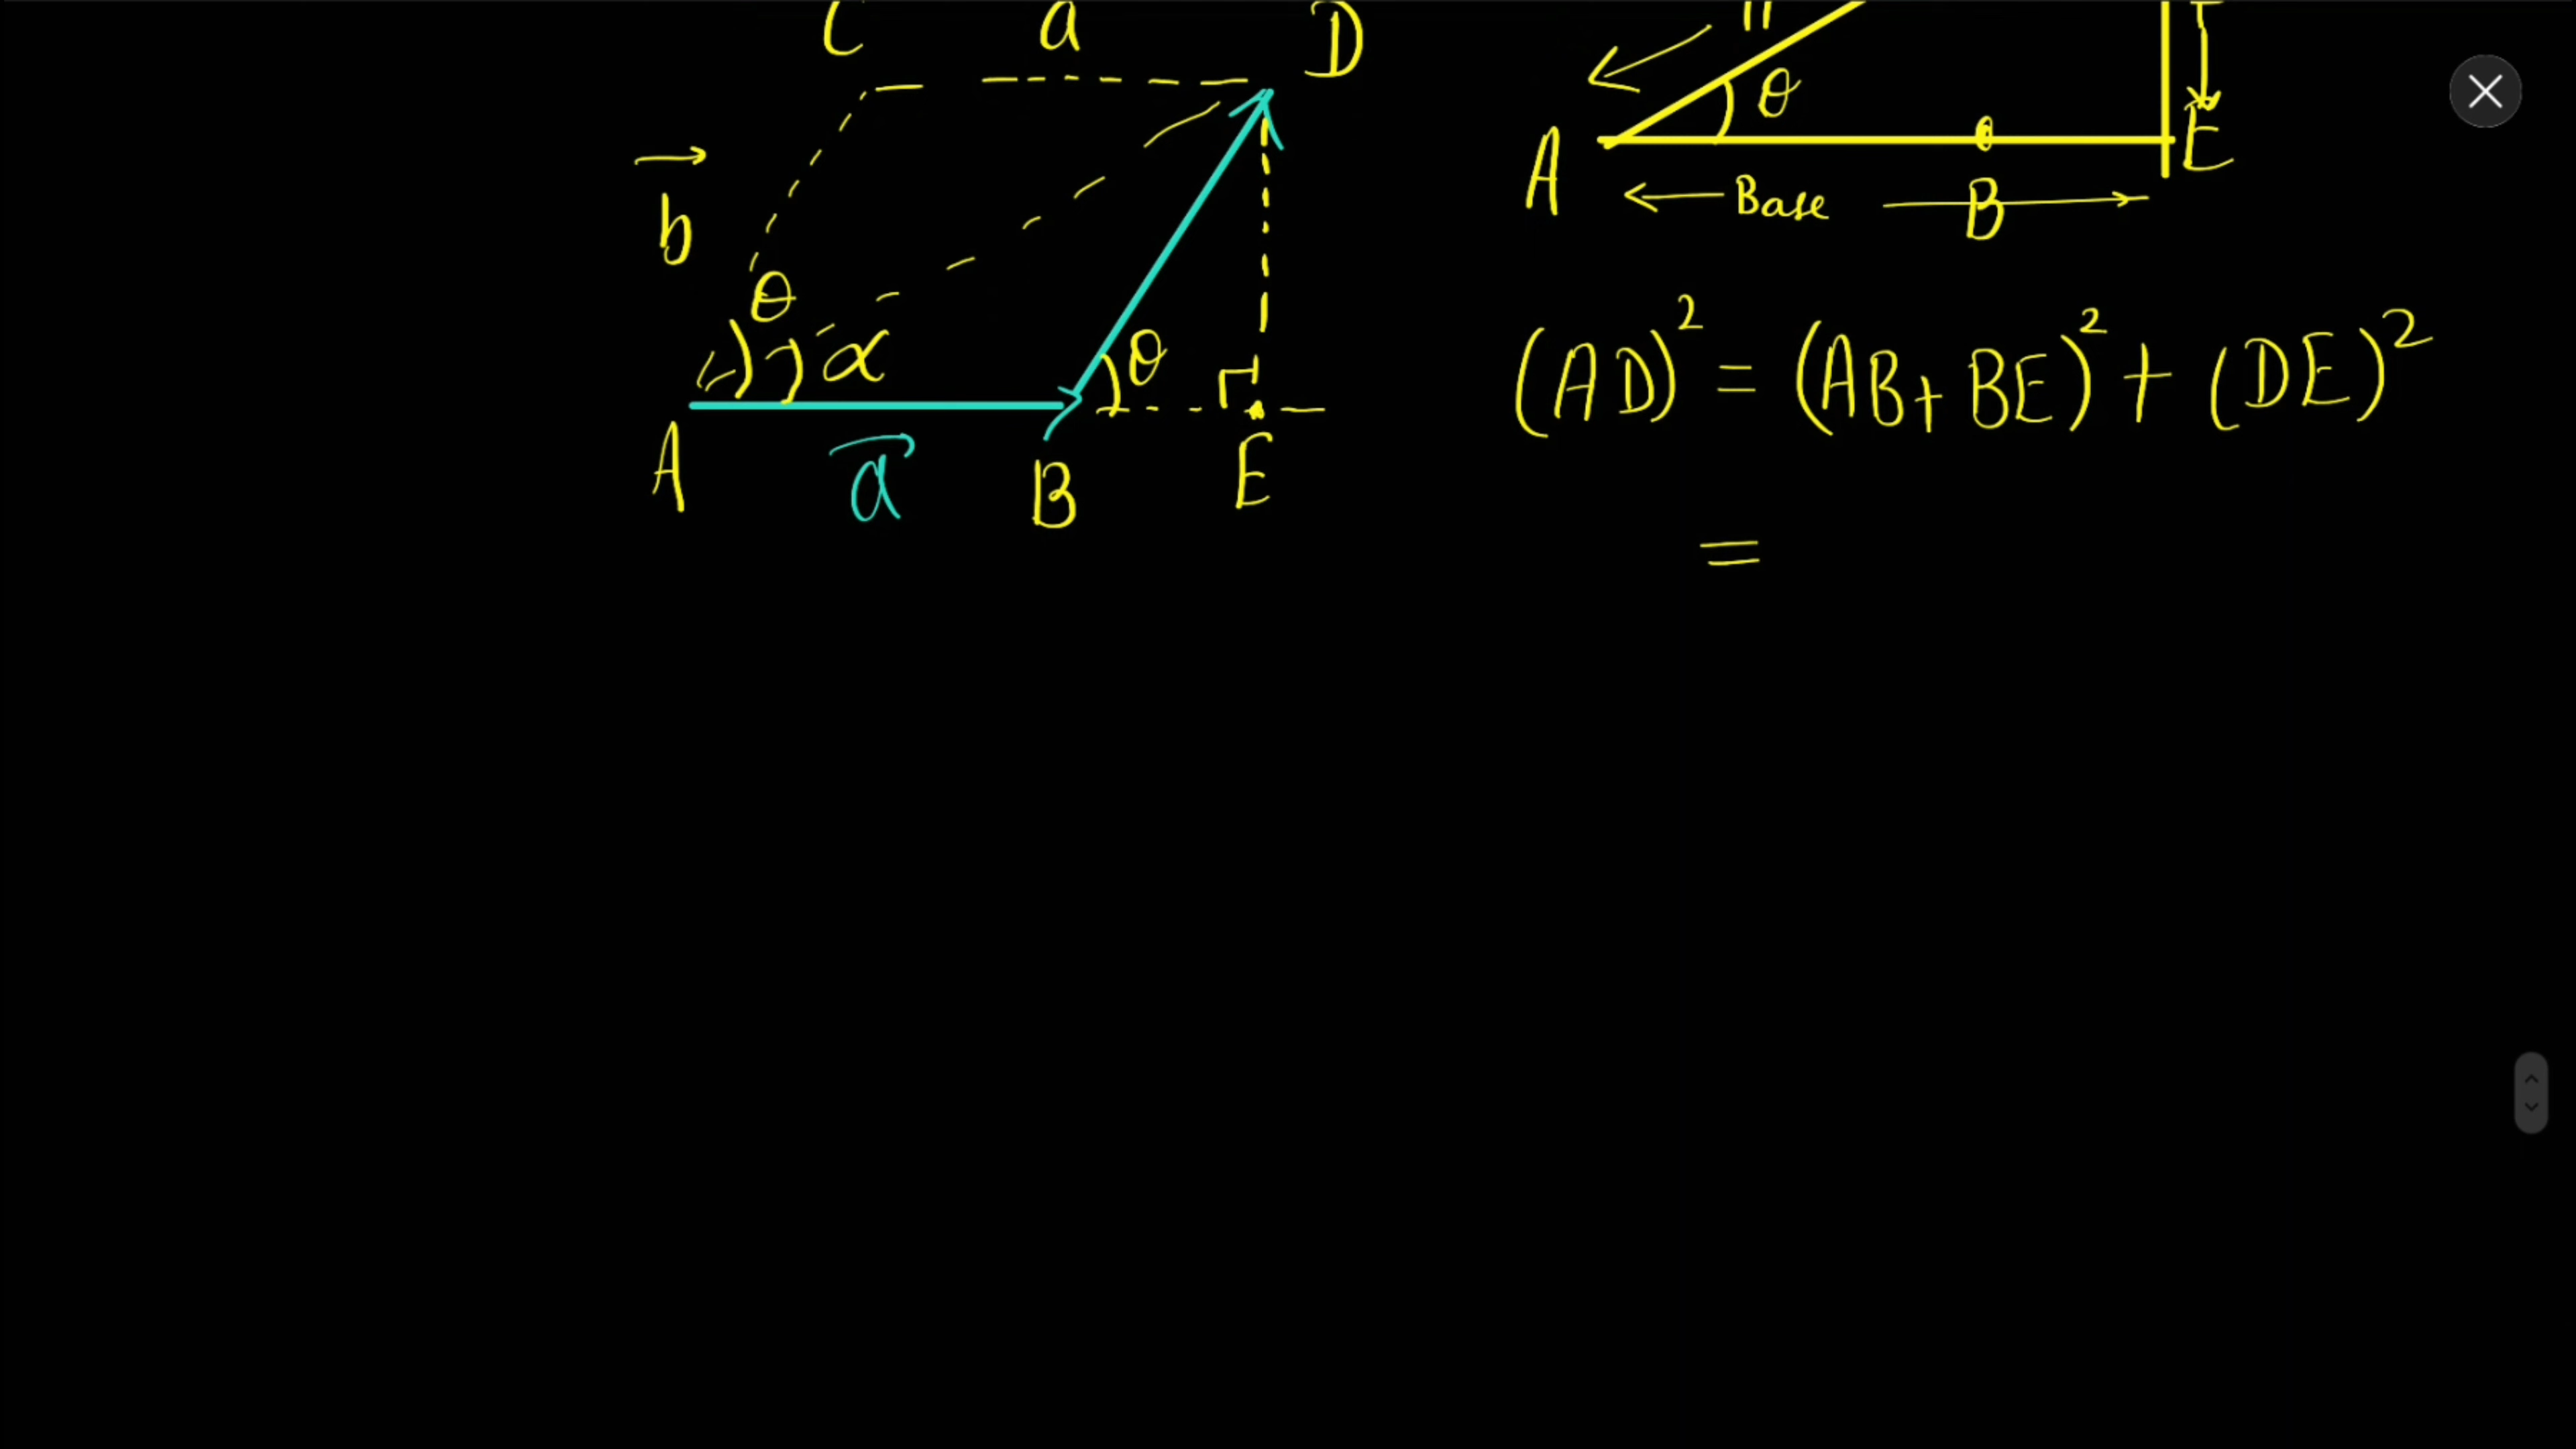 C a D
b
θ α θ
A a B E
H
θ
A E
Base B
(AD)² = (AB+BE)² + (DE)²
=